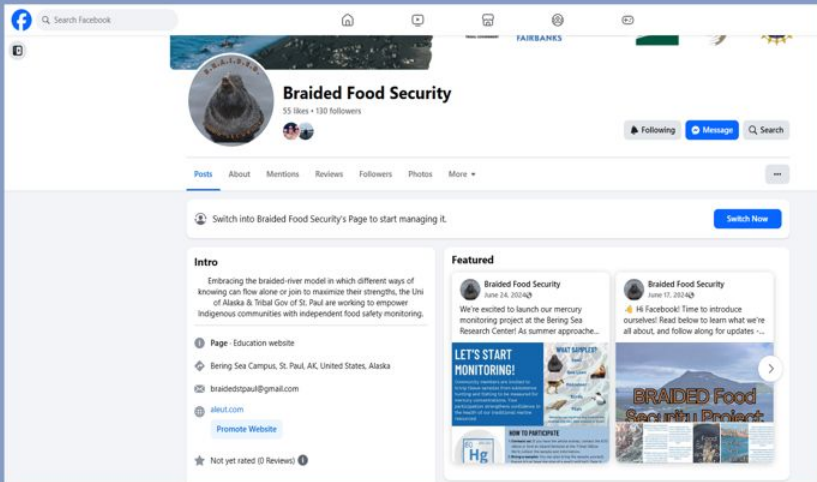 Search Facebook
FAIRBANKS
B.R.A.I.D.E.D.
Braided Food Security
55 likes • 130 followers
Following
Message
Search
Posts
About
Mentions
Reviews
Followers
Photos
More
Switch into Braided Food Security's Page to start managing it.
Switch Now
Intro
Embracing the braided-river model in which different ways of
knowing can flow alone or join to maximize their strengths, the Uni
of Alaska & Tribal Gov of St. Paul are working to empower
Indigenous communities with independent food safety monitoring.
Page · Education website
Bering Sea Campus, St. Paul, AK, United States, Alaska
braidedstpaul@gmail.com
aleut.com
Promote Website
Not yet rated (0 Reviews)
Featured
Braided Food Security
June 24, 2024
We're excited to launch our mercury
monitoring project at the Bering Sea
Research Center! As summer approache...
LET'S START
MONITORING!
WHAT SAMPLES?
HOW TO PARTICIPATE
80
Hg
Braided Food Security
June 17, 2024
👋 Hi Facebook! Time to introduce
ourselves! Read below to learn what we're
all about, and follow along for updates -...
BRAIDED Food
Security Project